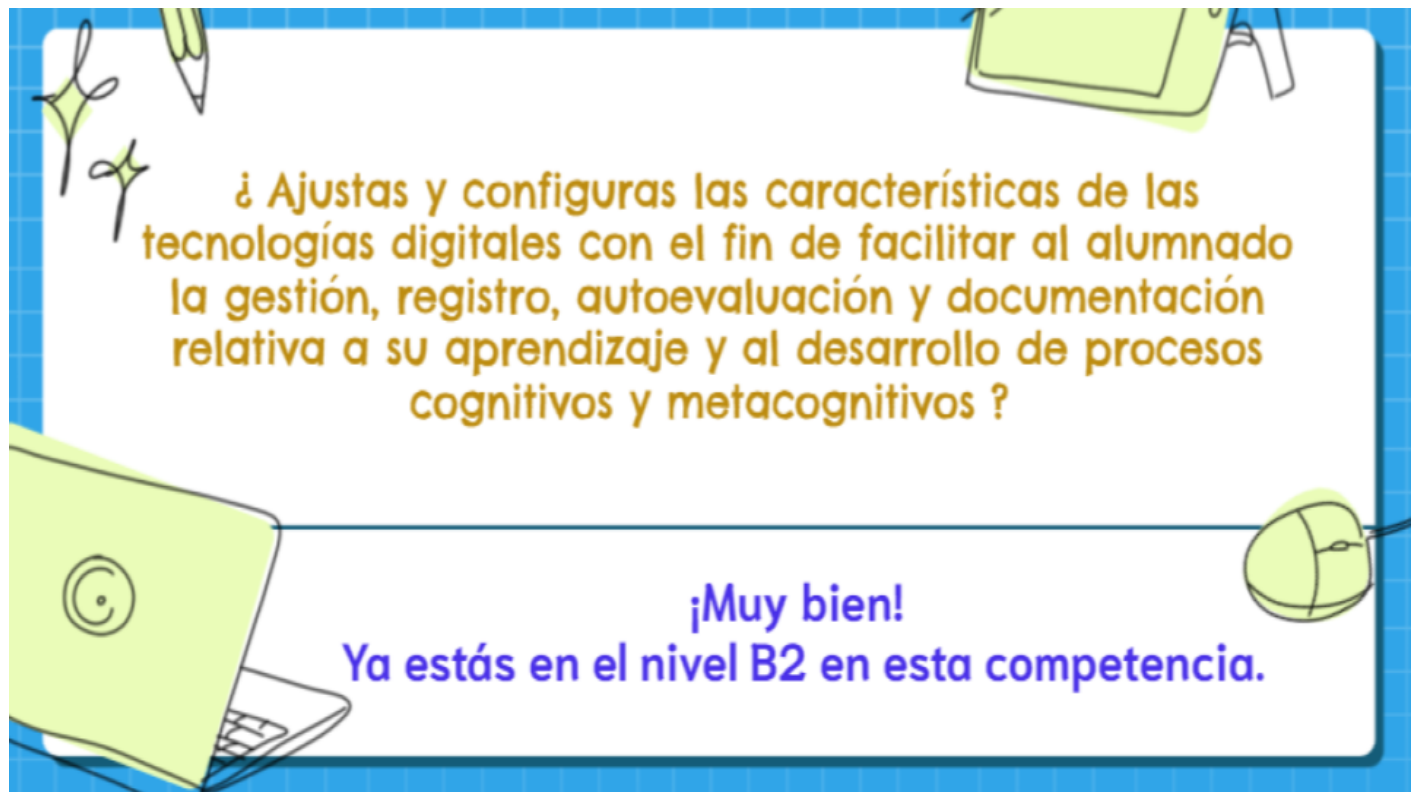 ¿ Ajustas y configuras las características de las
tecnologías digitales con el fin de facilitar al alumnado
la gestión, registro, autoevaluación y documentación
relativa a su aprendizaje y al desarrollo de procesos
cognitivos y metacognitivos ?
¡Muy bien!
Ya estás en el nivel B2 en esta competencia.